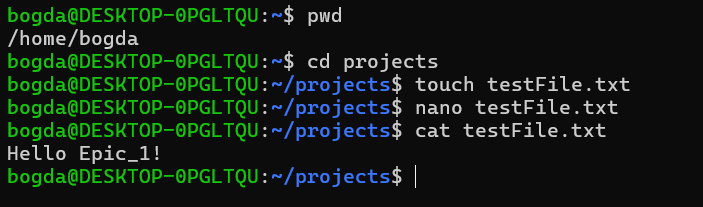 bogda@DESKTOP-0PGLTQU:~$ pwd
/home/bogda
bogda@DESKTOP-0PGLTQU:~$ cd projects
bogda@DESKTOP-0PGLTQU:~/projects$ touch testFile.txt
bogda@DESKTOP-0PGLTQU:~/projects$ nano testFile.txt
bogda@DESKTOP-0PGLTQU:~/projects$ cat testFile.txt
Hello Epic_1!
bogda@DESKTOP-0PGLTQU:~/projects$